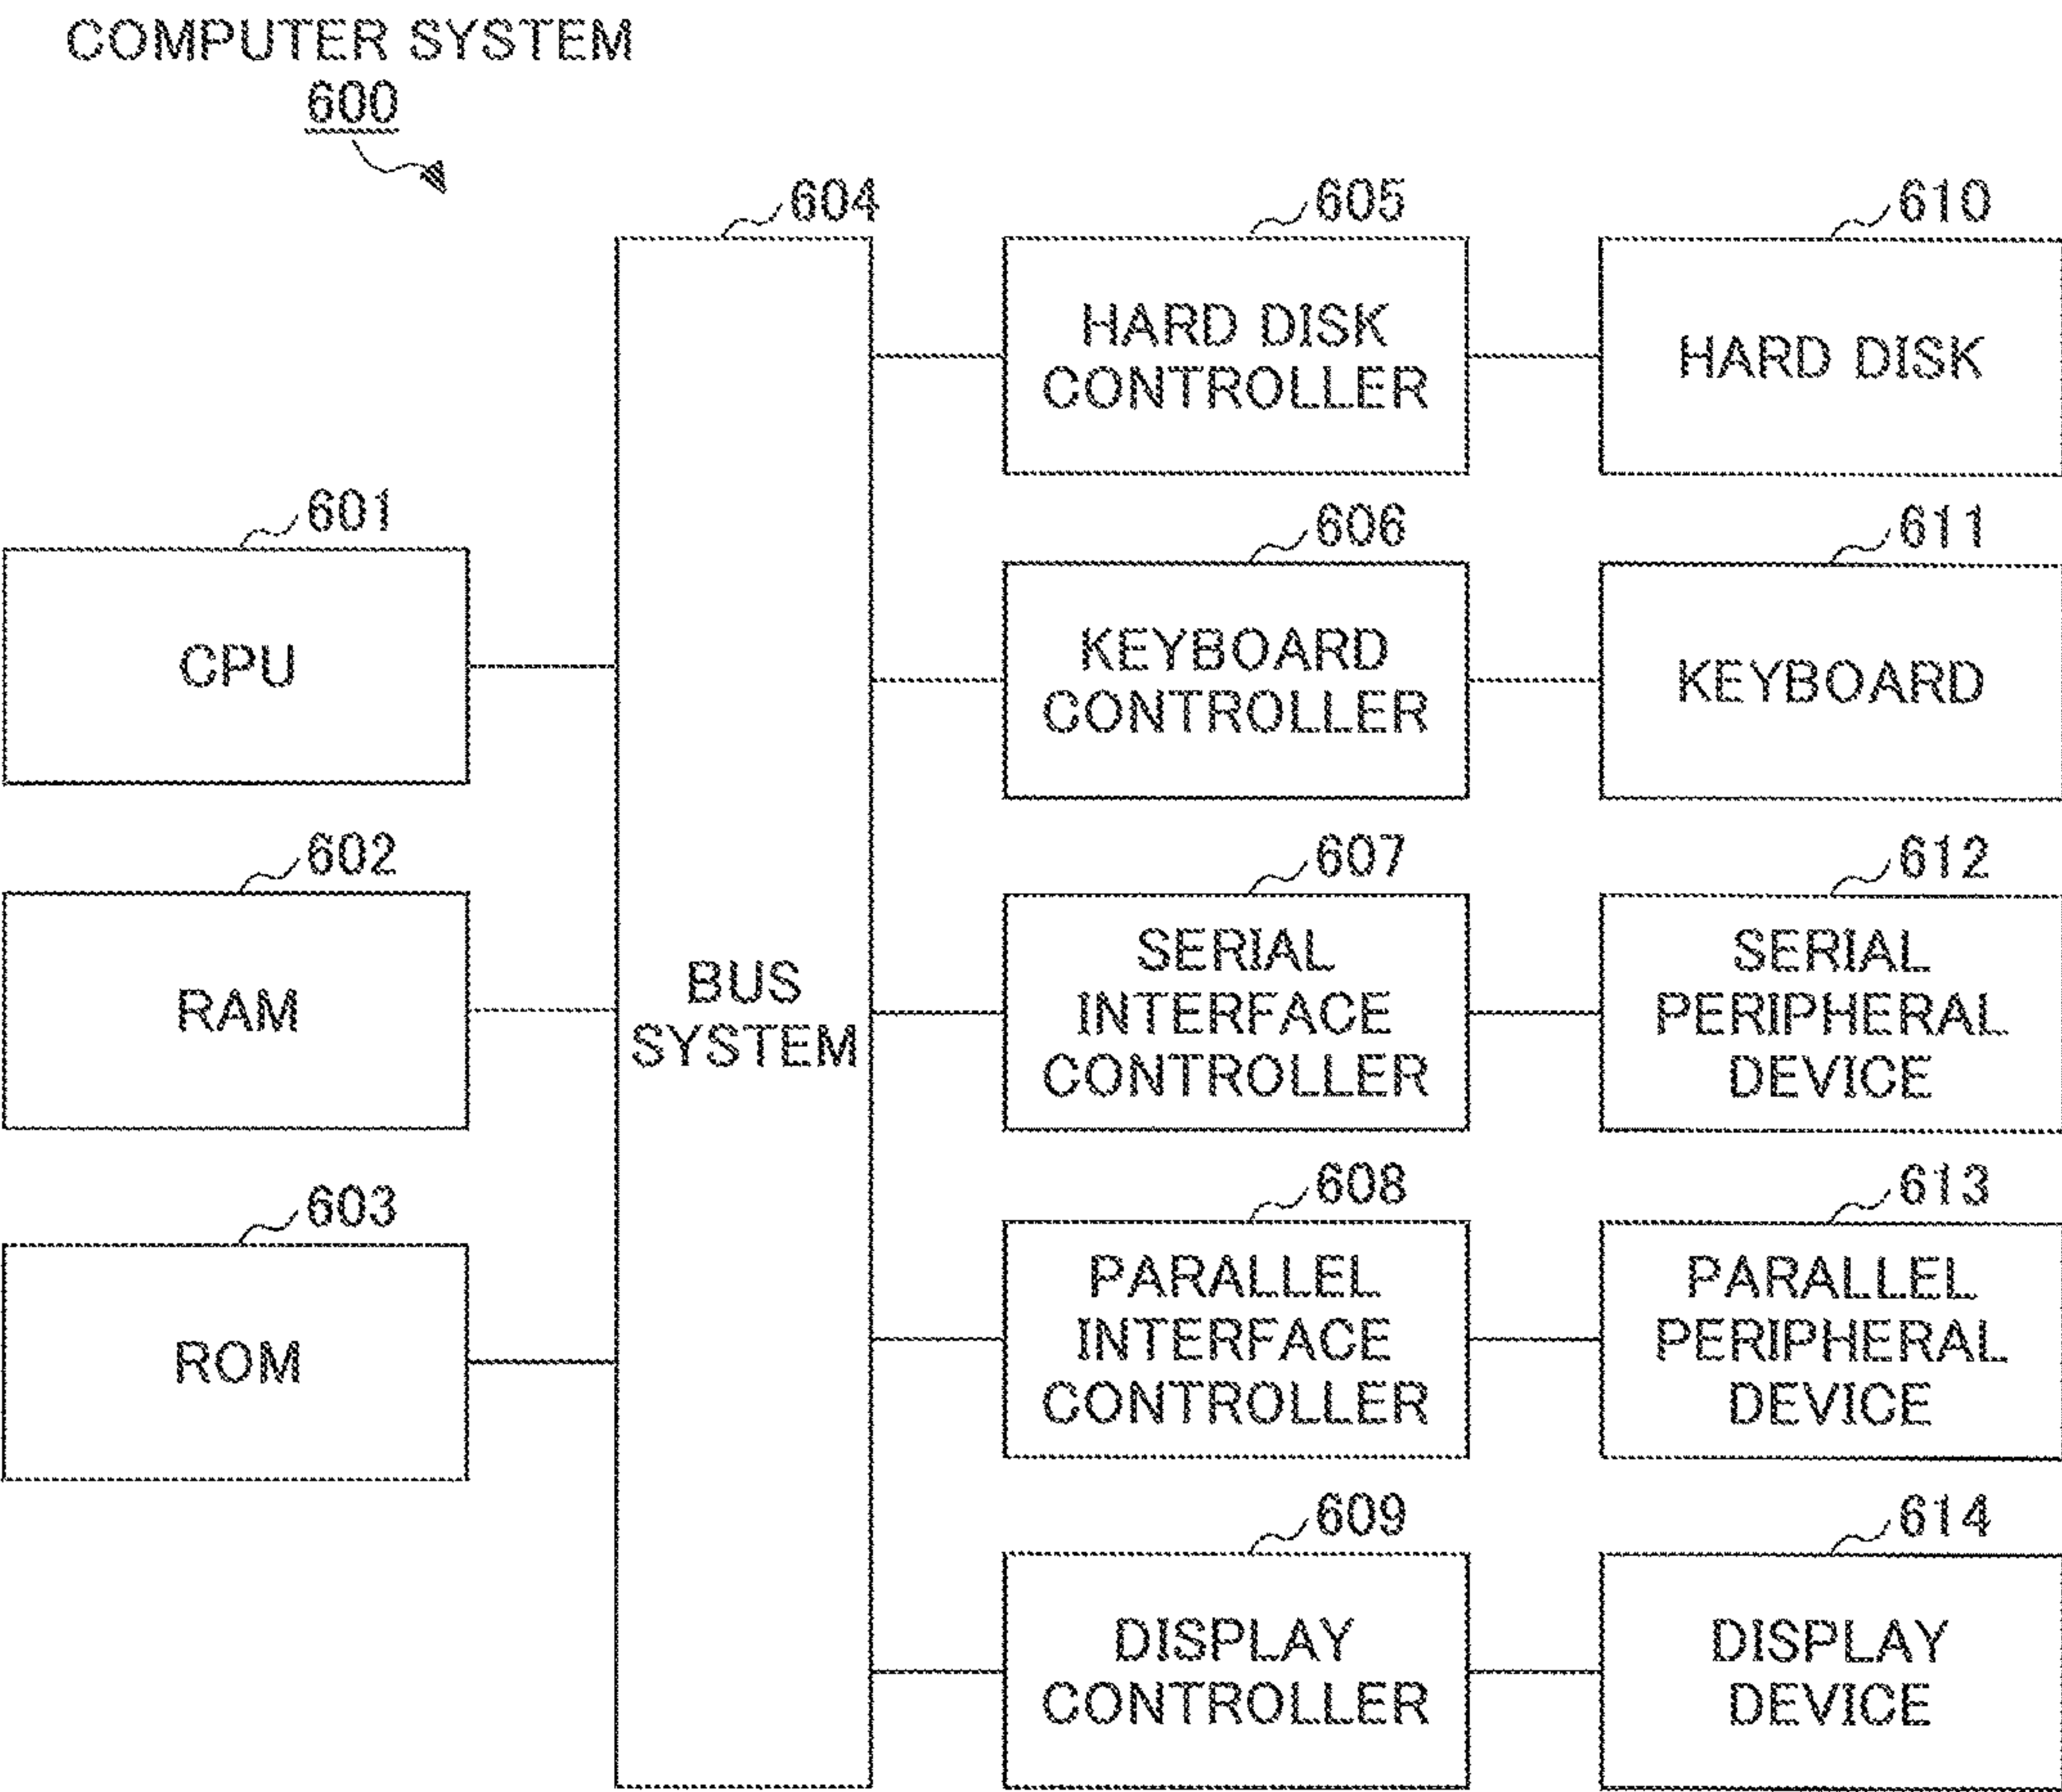 COMPUTER SYSTEM
600
604
605
HARD DISK
CONTROLLER
610
HARD DISK
601
CPU
606
KEYBOARD
CONTROLLER
611
KEYBOARD
602
RAM
BUS
SYSTEM
607
SERIAL
INTERFACE
CONTROLLER
612
SERIAL
PERIPHERAL
DEVICE
603
ROM
608
PARALLEL
INTERFACE
CONTROLLER
613
PARALLEL
PERIPHERAL
DEVICE
609
DISPLAY
CONTROLLER
614
DISPLAY
DEVICE